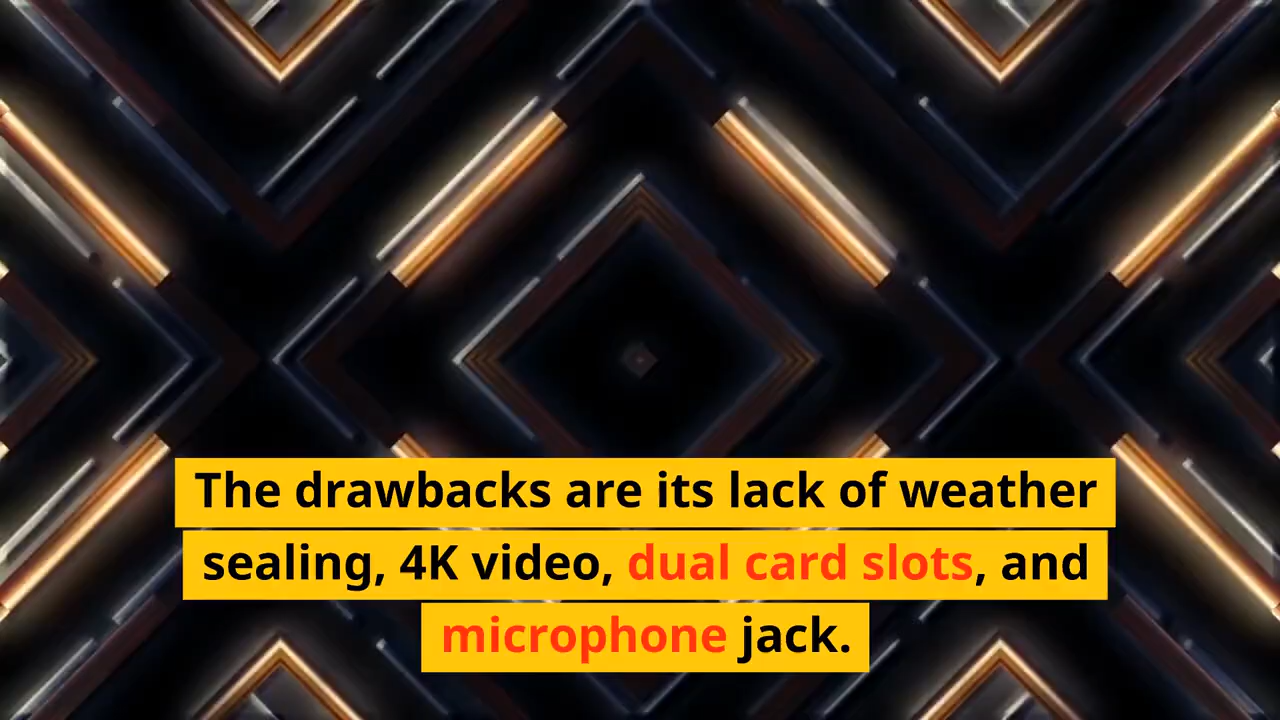 The drawbacks are its lack of weather
sealing, 4K video, dual card slots, and
microphone jack.